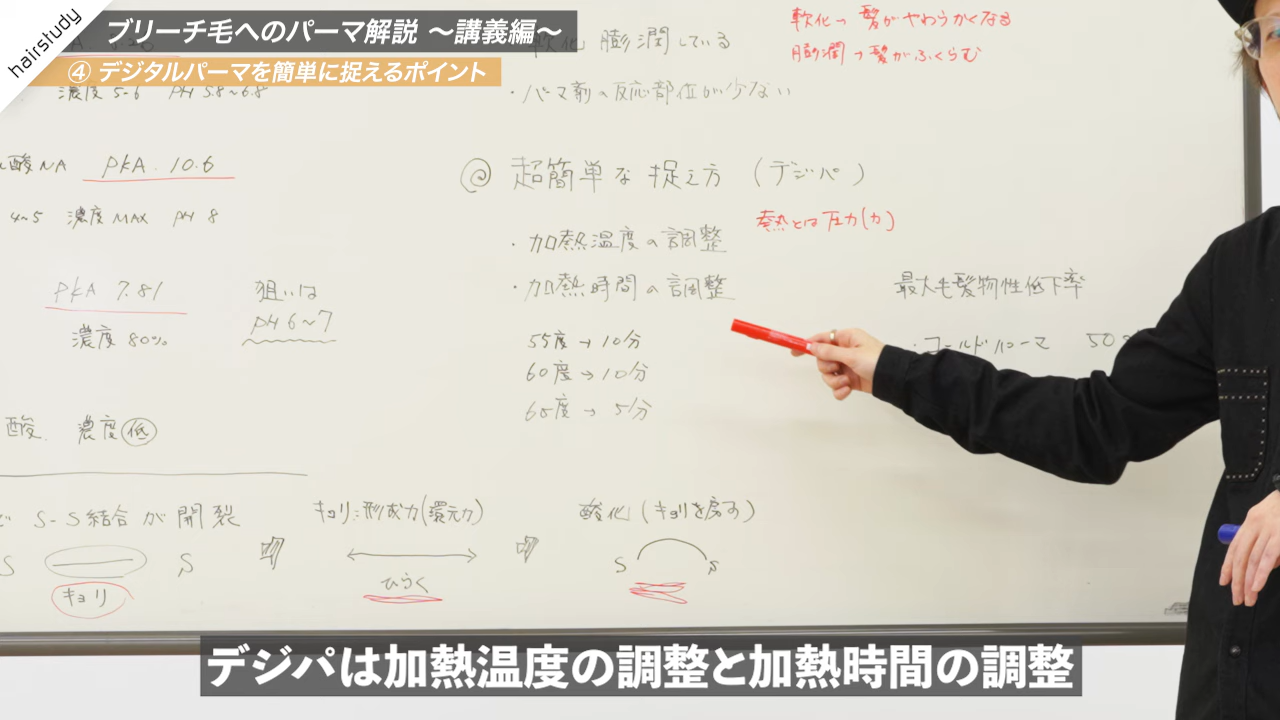 hairstudy
ブリーチ毛へのパーマ解説 〜講義編〜
④ デジタルパーマを簡単に捉えるポイント
軟化 → 髪がやわらかくなる
膨潤 → 髪がふくらむ
軟化 膨潤している
・パーマ剤の反応部位が少ない
濃度 5~6 PH 5.8~6.8
酸NA PKA. 10.6
4~5 濃度 MAX PH 8
PKA 7.81
濃度 80%
狙いは
PH 6~7
酸. 濃度 低
◎ 超簡単な捉え方 (デジパ)
・加熱温度の調整
熱とは圧力(力)
・加熱時間の調整
55度 → 10分
60度 → 10分
65度 → 5分
最大毛髪物性低下率
・コールドパーマ 50
S-S結合が開裂
S S
キョリ
キョリ:形成力(還元力)
ひらく
酸化 (キョリを戻す)
S S
デジパは加熱温度の調整と加熱時間の調整